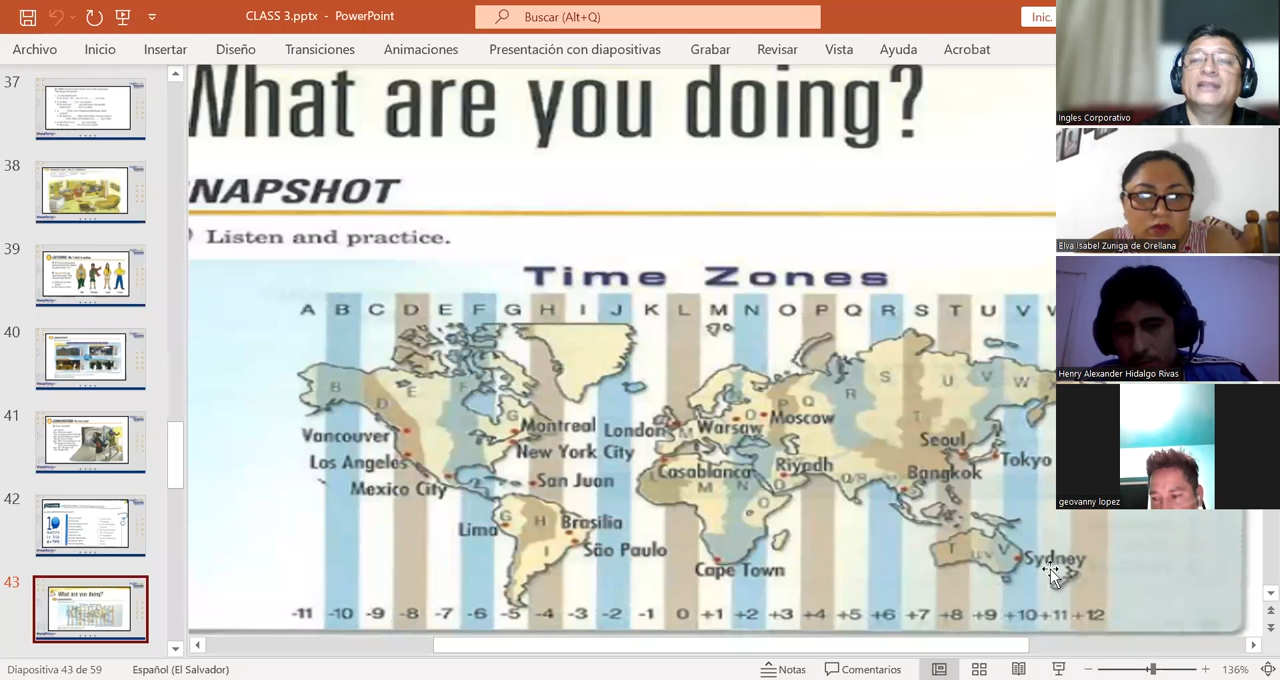 CLASS 3.pptx - PowerPoint
Buscar (Alt+Q)
Inic.
Archivo Inicio Insertar Diseño Transiciones Animaciones Presentación con diapositivas Grabar Revisar Vista Ayuda Acrobat
37
38
39
40
41
42
43
What are you doing?
NAPSHOT
Listen and practice.
Time Zones
A B C D E F G H I J K L M N O P Q R S T U V W
B D E F G
M N O P Q R S T U V W
Vancouver
Los Angeles
Mexico City
Montreal
New York City
San Juan
Lima
Brasilia
São Paulo
London
Warsaw
Moscow
Casablanca
Riyadh
Cape Town
Seoul
Tokyo
Bangkok
Sydney
-11 -10 -9 -8 -7 -6 -5 -4 -3 -2 -1 0 +1 +2 +3 +4 +5 +6 +7 +8 +9 +10 +11 +12
Ingles Corporativo
Elva Isabel Zuniga de Orellana
Henry Alexander Hidalgo Rivas
geovanny lopez
Diapositiva 43 de 59
Español (El Salvador)
Notas
Comentarios
136%